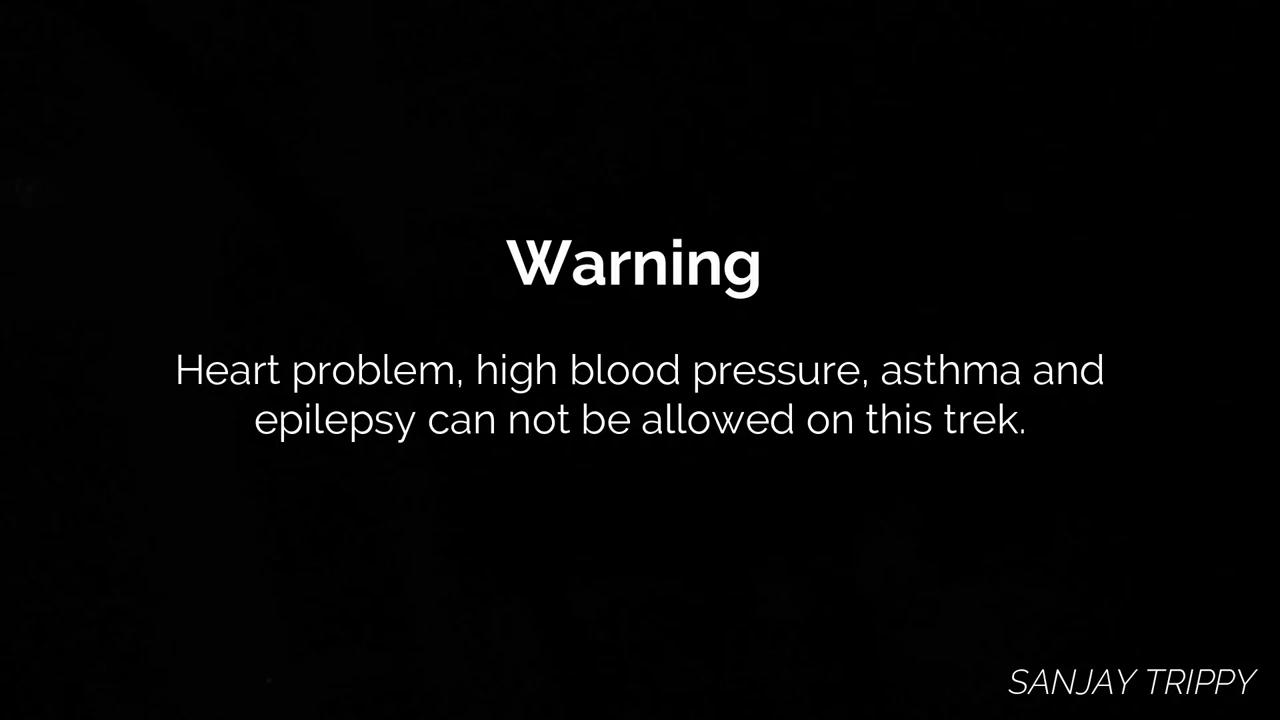 Warning
Heart problem, high blood pressure, asthma and
epilepsy can not be allowed on this trek.
SANJAY TRIPPY